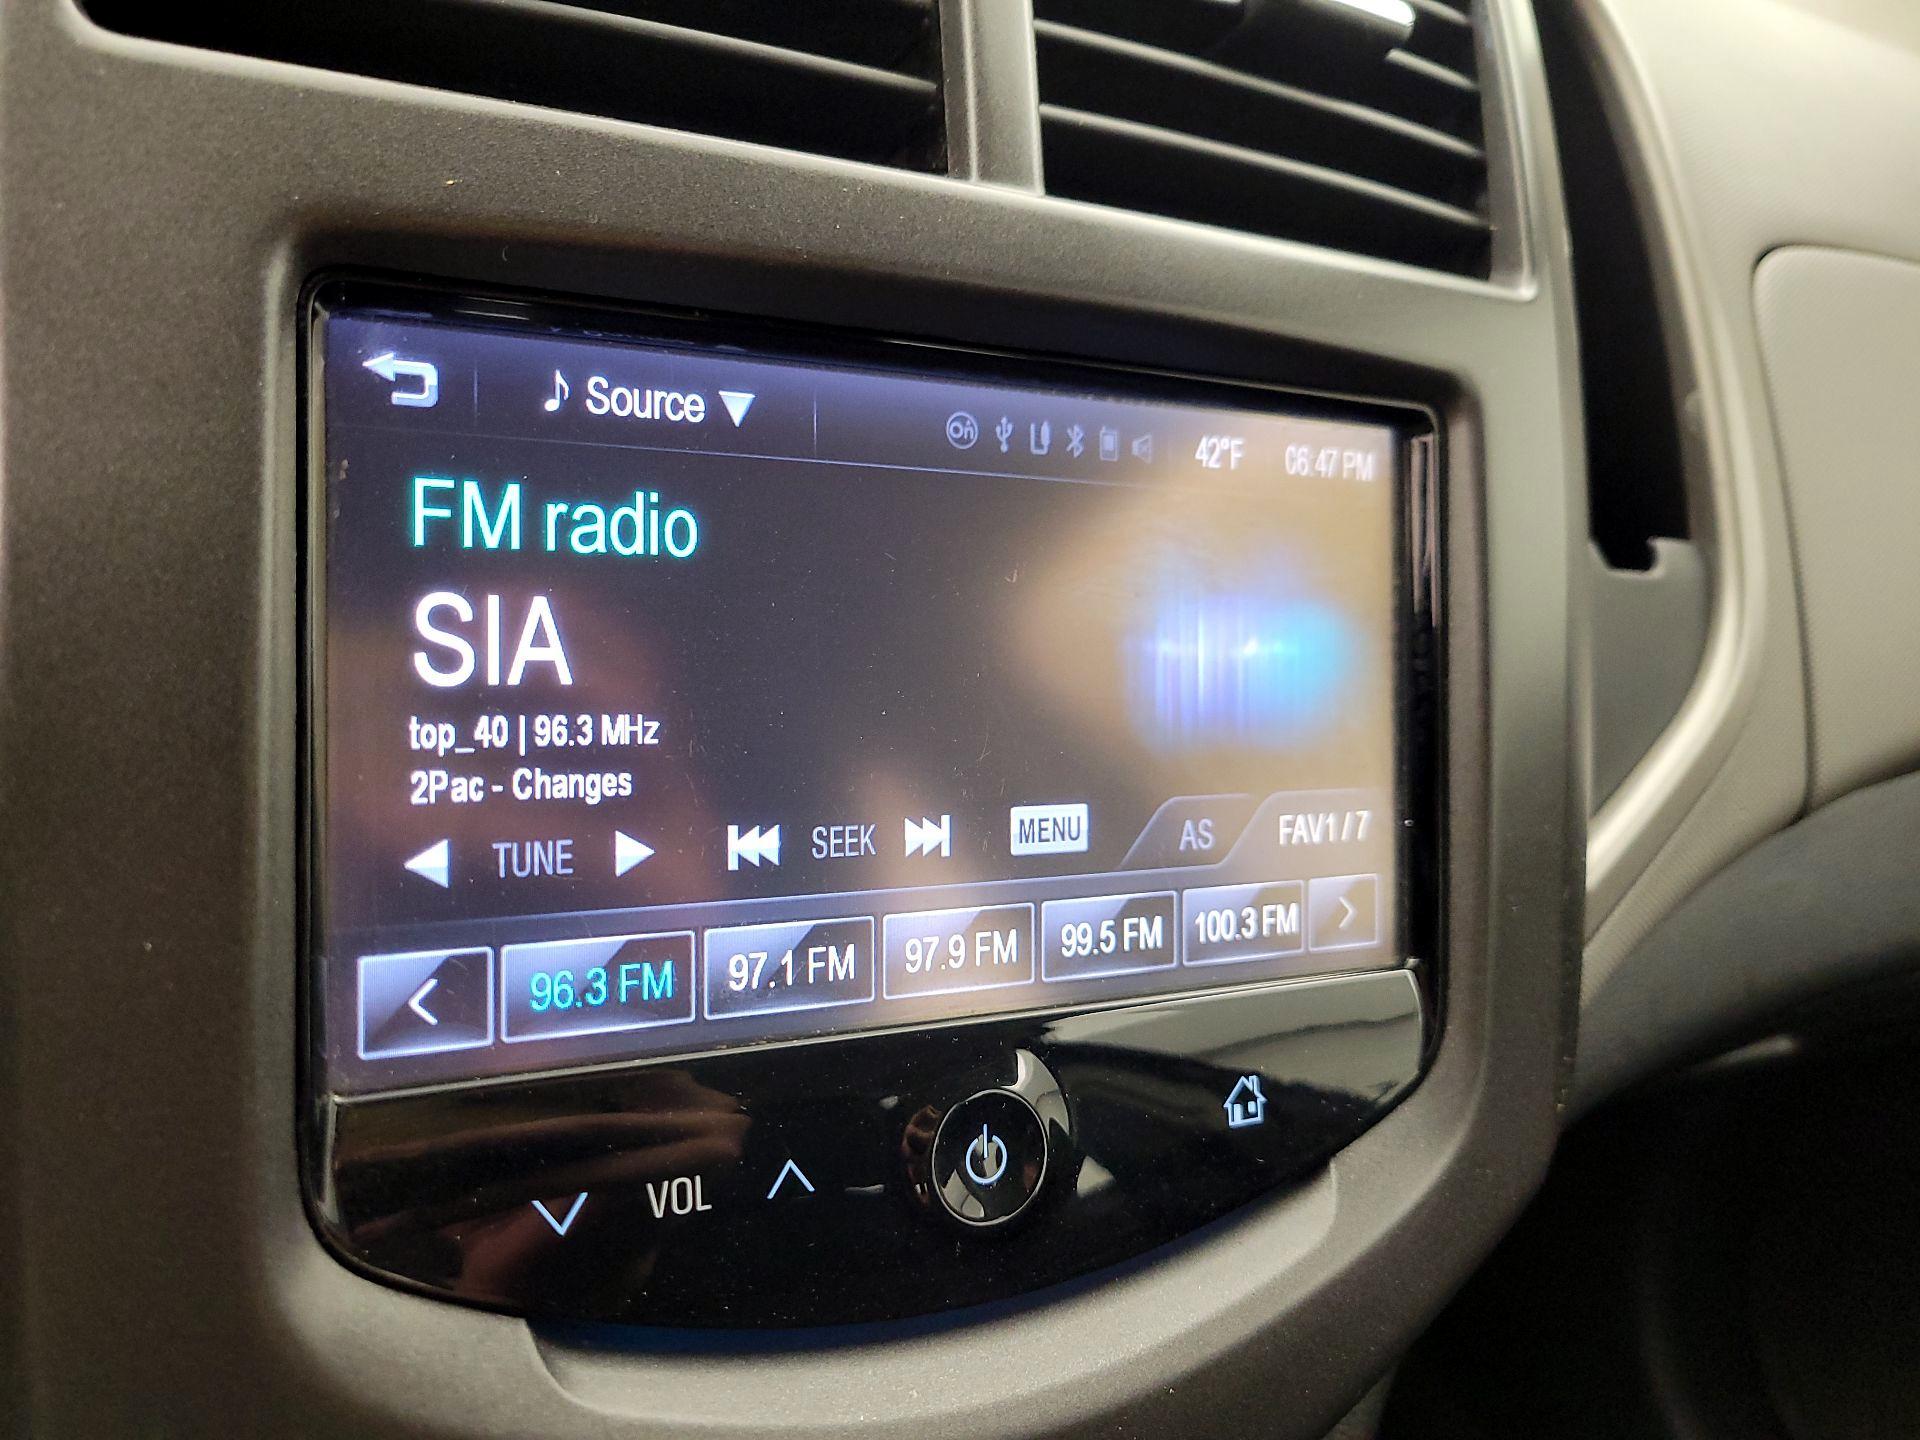 Source
On 42°F 06:47 PM
FM radio
SIA
top_40 | 96.3 MHz
2Pac - Changes
TUNE SEEK MENU AS FAV1 / 7
< 96.3 FM 97.1 FM 97.9 FM 99.5 FM 100.3 FM >
VOL